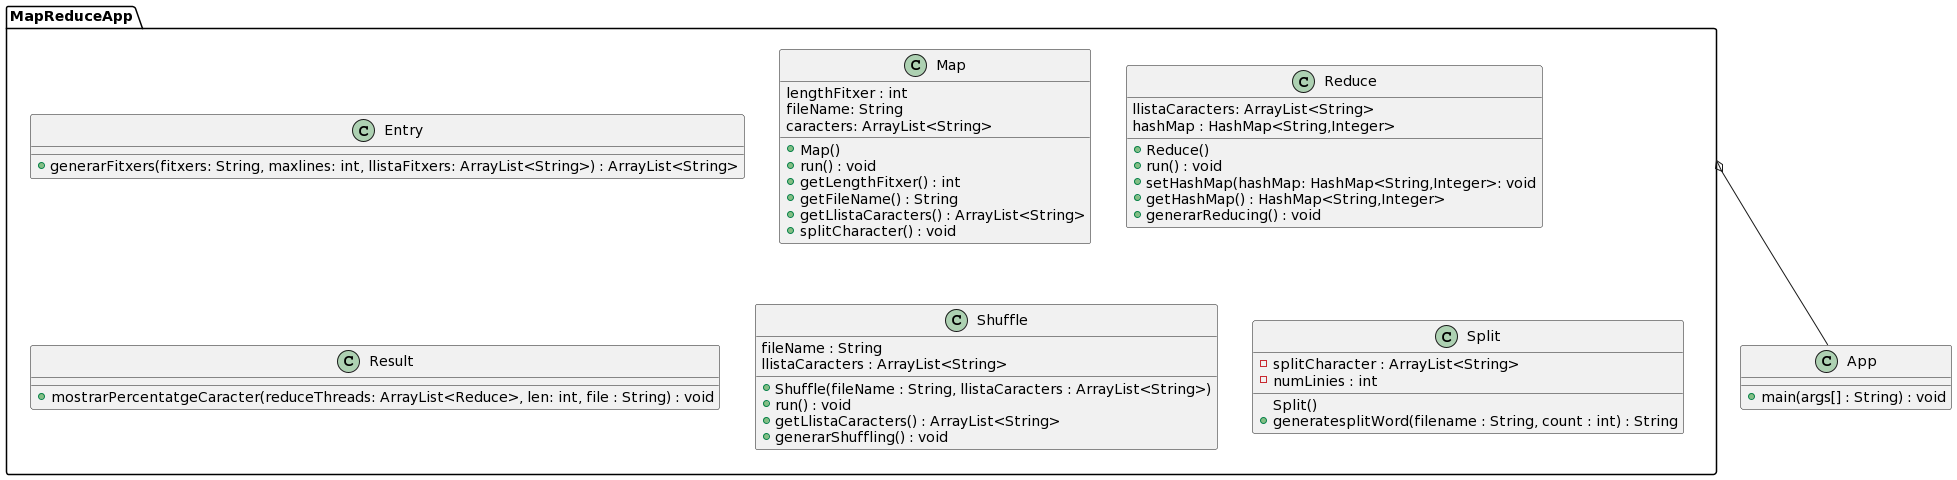 MapReduceApp
C Entry
generarFitxers(fitxers: String, maxlines: int, llistaFitxers: ArrayList<String>) : ArrayList<String>
C Map
lengthFitxer : int
fileName: String
caracters: ArrayList<String>
Map()
run() : void
getLengthFitxer() : int
getFileName() : String
getLlistaCaracters() : ArrayList<String>
splitCharacter() : void
C Reduce
llistaCaracters: ArrayList<String>
hashMap : HashMap<String,Integer>
Reduce()
run() : void
setHashMap(hashMap: HashMap<String,Integer>: void
getHashMap() : HashMap<String,Integer>
generarReducing() : void
C Result
mostrarPercentatgeCaracter(reduceThreads: ArrayList<Reduce>, len: int, file : String) : void
C Shuffle
fileName : String
llistaCaracters : ArrayList<String>
Shuffle(fileName : String, llistaCaracters : ArrayList<String>)
run() : void
getLlistaCaracters() : ArrayList<String>
generarShuffling() : void
C Split
splitCharacter : ArrayList<String>
numLinies : int
Split()
generatesplitWord(filename : String, count : int) : String
C App
main(args[] : String) : void